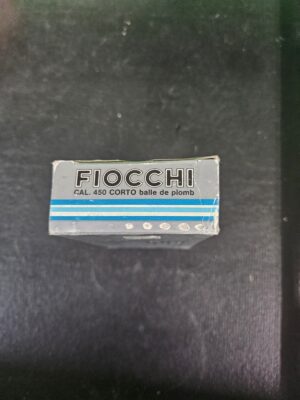 FIOCCHI
CAL. 450 CORTO balle de plomb